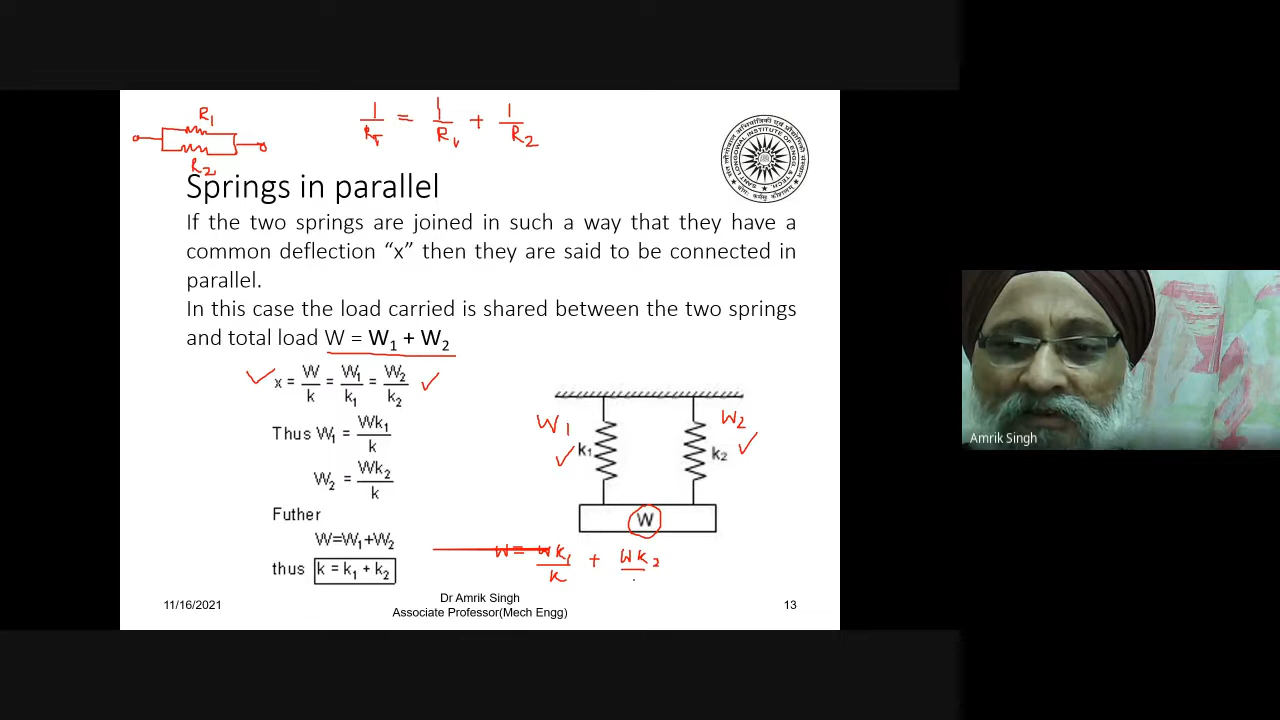 R1
R2
1/RT = 1/R1 + 1/R2
Springs in parallel
If the two springs are joined in such a way that they have a
common deflection “x” then they are said to be connected in
parallel.
In this case the load carried is shared between the two springs
and total load W = W1 + W2
✓ x = W/k = W1/k1 = W2/k2 ✓
Thus W1 = Wk1/k
W2 = Wk2/k
Futher
W=W1+W2
thus k = k1 + k2
W1 ✓ k1
W2 ✓ k2
W
W = Wk1/k + Wk2
11/16/2021
Dr Amrik Singh
Associate Professor(Mech Engg)
13
Amrik Singh